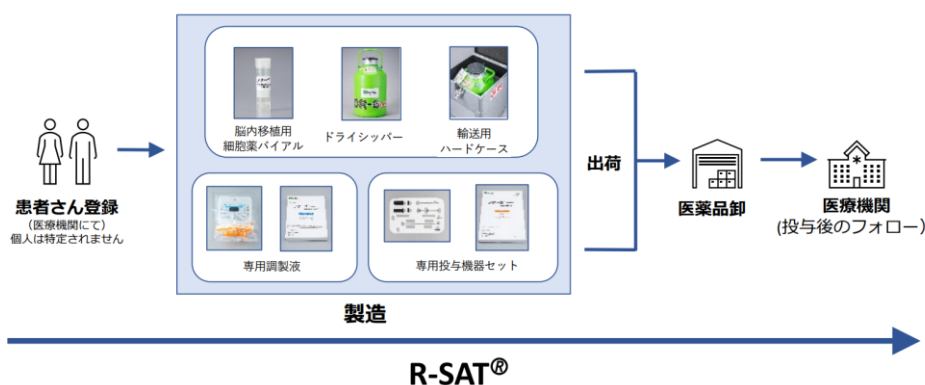 脳内移植用
細胞薬バイアル
ドライシッパー
輸送用
ハードケース
患者さん登録
(医療機関にて)
個人は特定されません
専用調製液
専用投与機器セット
製造
出荷
医薬品卸
医療機関
(投与後のフォロー)
R-SAT®